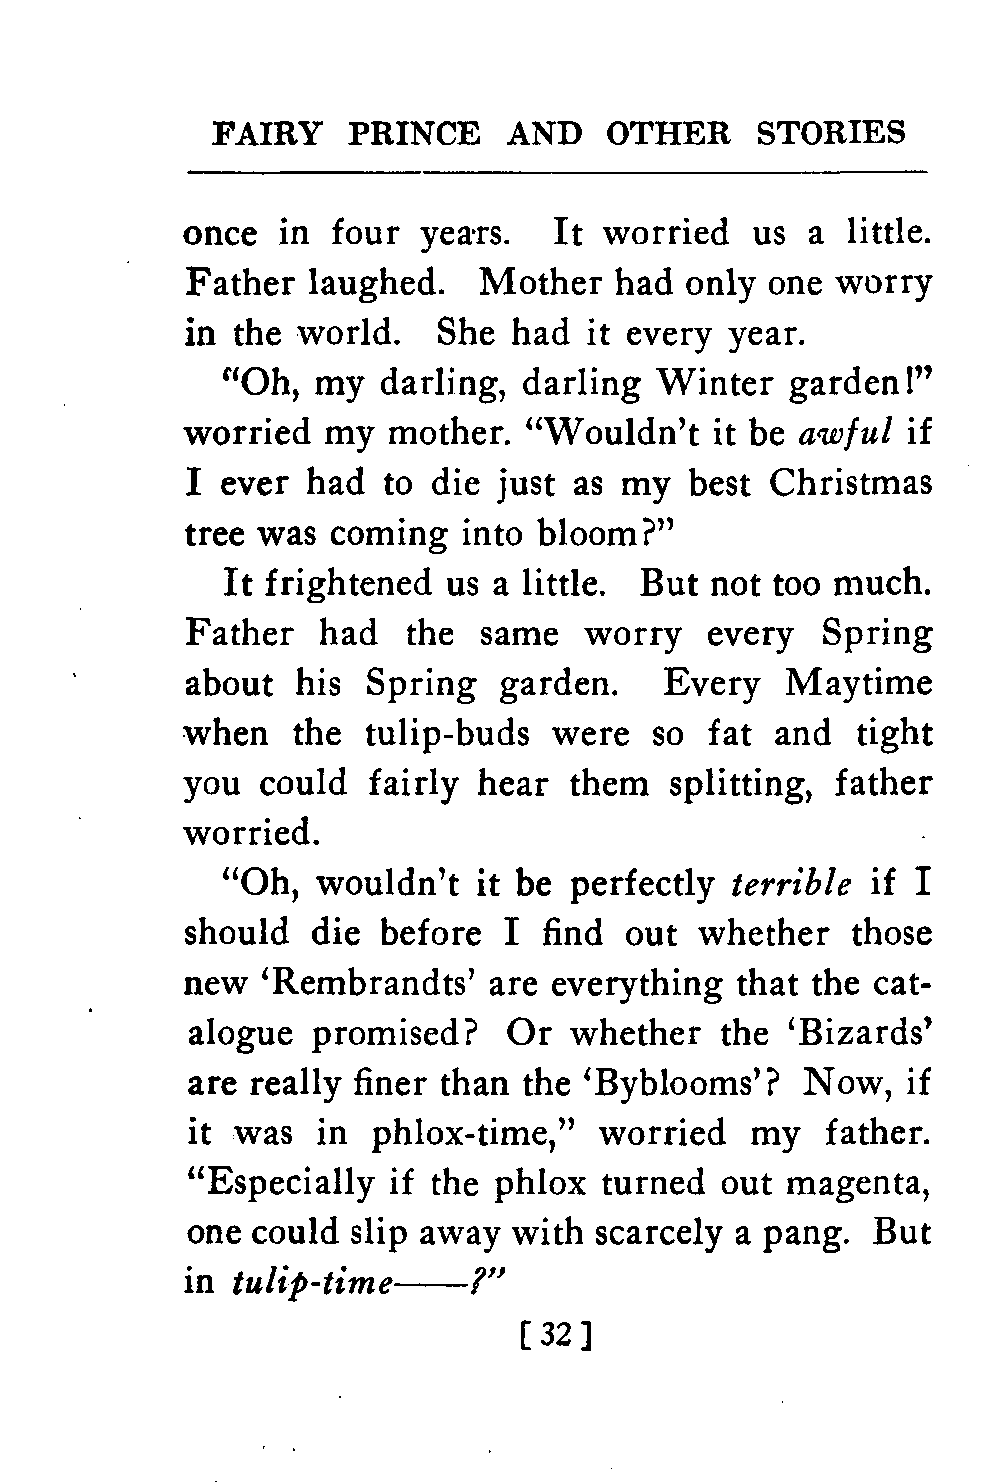 FAIRY PRINCE AND OTHER STORIES
once in four years. It worried us a little.
Father laughed. Mother had only one worry
in the world. She had it every year.
“Oh, my darling, darling Winter garden!”
worried my mother. “Wouldn’t it be awful if
I ever had to die just as my best Christmas
tree was coming into bloom?”
It frightened us a little. But not too much.
Father had the same worry every Spring
about his Spring garden. Every Maytime
when the tulip-buds were so fat and tight
you could fairly hear them splitting, father
worried.
“Oh, wouldn’t it be perfectly terrible if I
should die before I find out whether those
new ‘Rembrandts’ are everything that the cat-
alogue promised? Or whether the ‘Bizards’
are really finer than the ‘Byblooms’? Now, if
it was in phlox-time,” worried my father.
“Especially if the phlox turned out magenta,
one could slip away with scarcely a pang. But
in tulip-time——?”
[ 32 ]